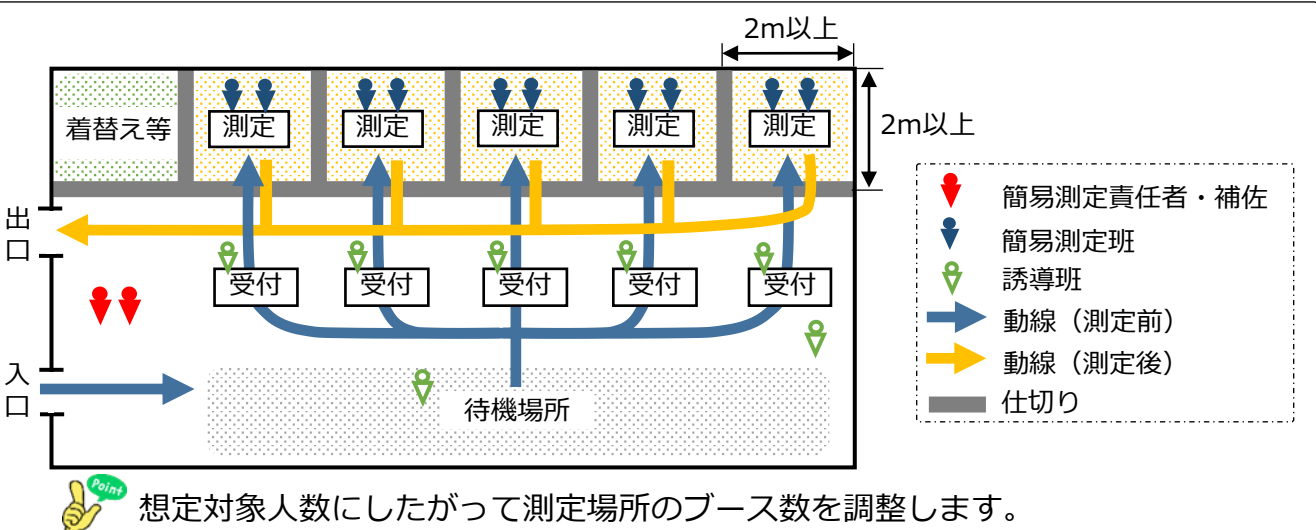 2m以上
着替え等
測定
測定
測定
測定
測定
2m以上
出口
受付
受付
受付
受付
受付
入口
待機場所
簡易測定責任者・補佐
簡易測定班
誘導班
動線（測定前）
動線（測定後）
仕切り
Point
想定対象人数にしたがって測定場所のブース数を調整します。